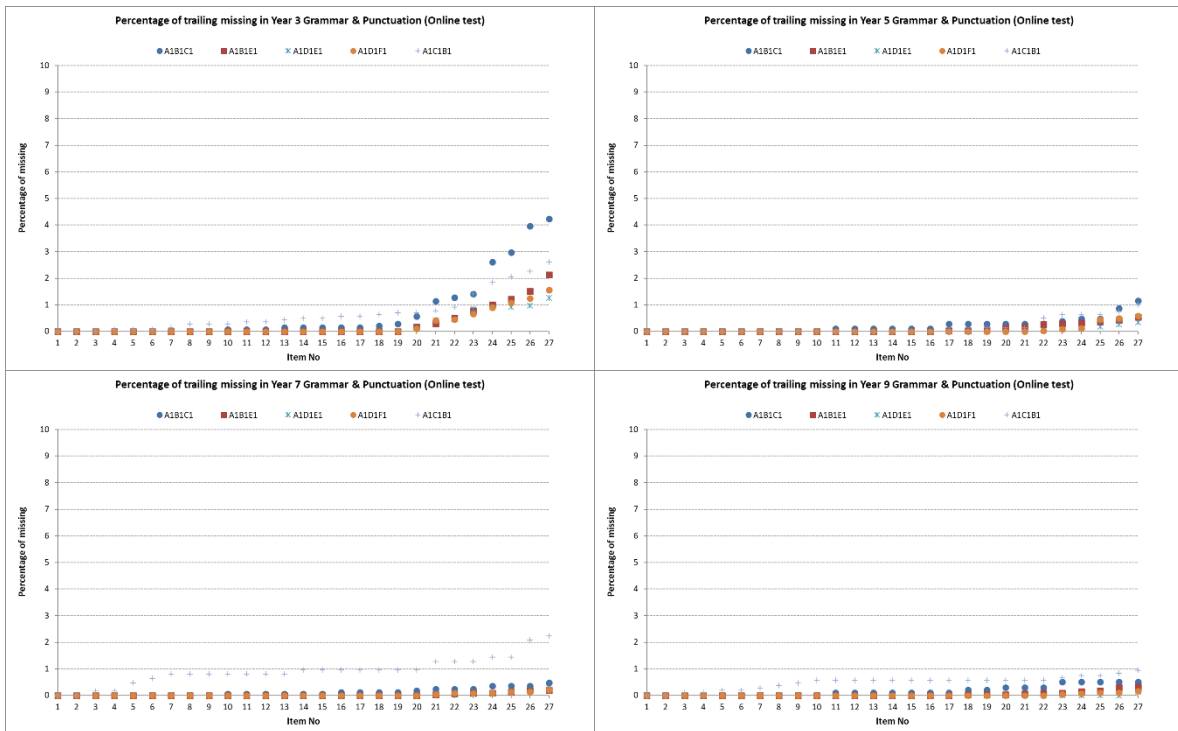 Percentage of trailing missing in Year 3 Grammar & Punctuation (Online test)
A1B1C1 A1B1E1 A1D1E1 A1D1F1 A1C1B1
Percentage of missing
10
9
8
7
6
5
4
3
2
1
0
1 2 3 4 5 6 7 8 9 10 11 12 13 14 15 16 17 18 19 20 21 22 23 24 25 26 27
Item No
Percentage of trailing missing in Year 5 Grammar & Punctuation (Online test)
A1B1C1 A1B1E1 A1D1E1 A1D1F1 A1C1B1
Percentage of missing
10
9
8
7
6
5
4
3
2
1
0
1 2 3 4 5 6 7 8 9 10 11 12 13 14 15 16 17 18 19 20 21 22 23 24 25 26 27
Item No
Percentage of trailing missing in Year 7 Grammar & Punctuation (Online test)
A1B1C1 A1B1E1 A1D1E1 A1D1F1 A1C1B1
Percentage of missing
10
9
8
7
6
5
4
3
2
1
0
1 2 3 4 5 6 7 8 9 10 11 12 13 14 15 16 17 18 19 20 21 22 23 24 25 26 27
Item No
Percentage of trailing missing in Year 9 Grammar & Punctuation (Online test)
A1B1C1 A1B1E1 A1D1E1 A1D1F1 A1C1B1
Percentage of missing
10
9
8
7
6
5
4
3
2
1
0
1 2 3 4 5 6 7 8 9 10 11 12 13 14 15 16 17 18 19 20 21 22 23 24 25 26 27
Item No